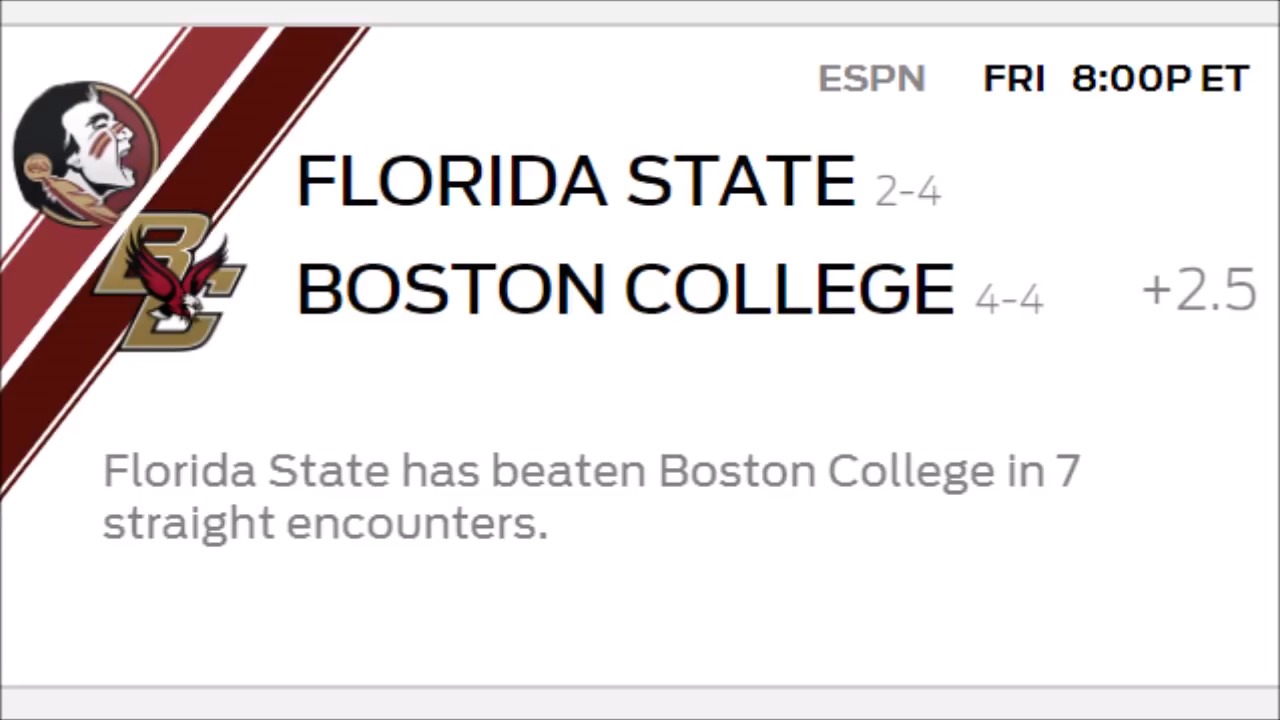 ESPN FRI 8:00P ET
FLORIDA STATE 2-4
BOSTON COLLEGE 4-4 +2.5
Florida State has beaten Boston College in 7
straight encounters.